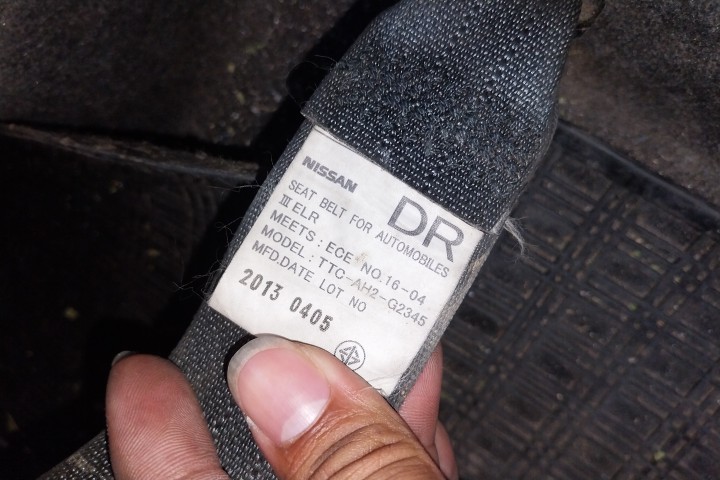 NISSAN
DR
SEAT BELT FOR AUTOMOBILES
III ELR
MEETS : ECE NO.16-04
MODEL : TTC-AH2-G2345
MFD.DATE LOT NO
2013 0405